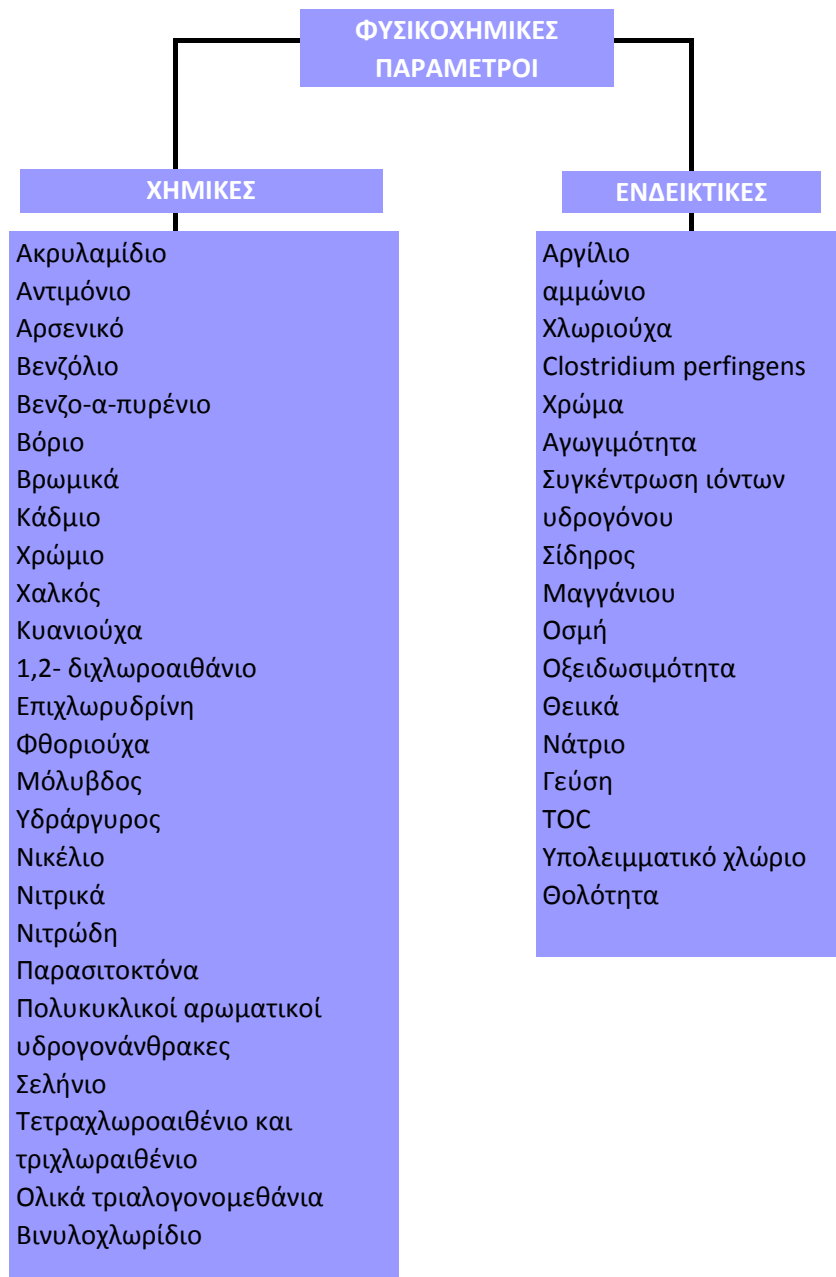 ΦΥΣΙΚΟΧΗΜΙΚΕΣ
ΠΑΡΑΜΕΤΡΟΙ
ΧΗΜΙΚΕΣ
Ακρυλαμίδιο
Αντιμόνιο
Αρσενικό
Βενζόλιο
Βενζο-α-πυρένιο
Βόριο
Βρωμικά
Κάδμιο
Χρώμιο
Χαλκός
Κυανιούχα
1,2- διχλωροαιθάνιο
Επιχλωρυδρίνη
Φθοριούχα
Μόλυβδος
Υδράργυρος
Νικέλιο
Νιτρικά
Νιτρώδη
Παρασιτοκτόνα
Πολυκυκλικοί αρωματικοί
υδρογονάνθρακες
Σελήνιο
Τετραχλωροαιθένιο και
τριχλωραιθένιο
Ολικά τριαλογονομεθάνια
Βινυλοχλωρίδιο
ΕΝΔΕΙΚΤΙΚΕΣ
Αργίλιο
αμμώνιο
Χλωριούχα
Clostridium perfingens
Χρώμα
Αγωγιμότητα
Συγκέντρωση ιόντων
υδρογόνου
Σίδηρος
Μαγγάνιου
Οσμή
Οξειδωσιμότητα
Θειικά
Νάτριο
Γεύση
TOC
Υπολειμματικό χλώριο
Θολότητα